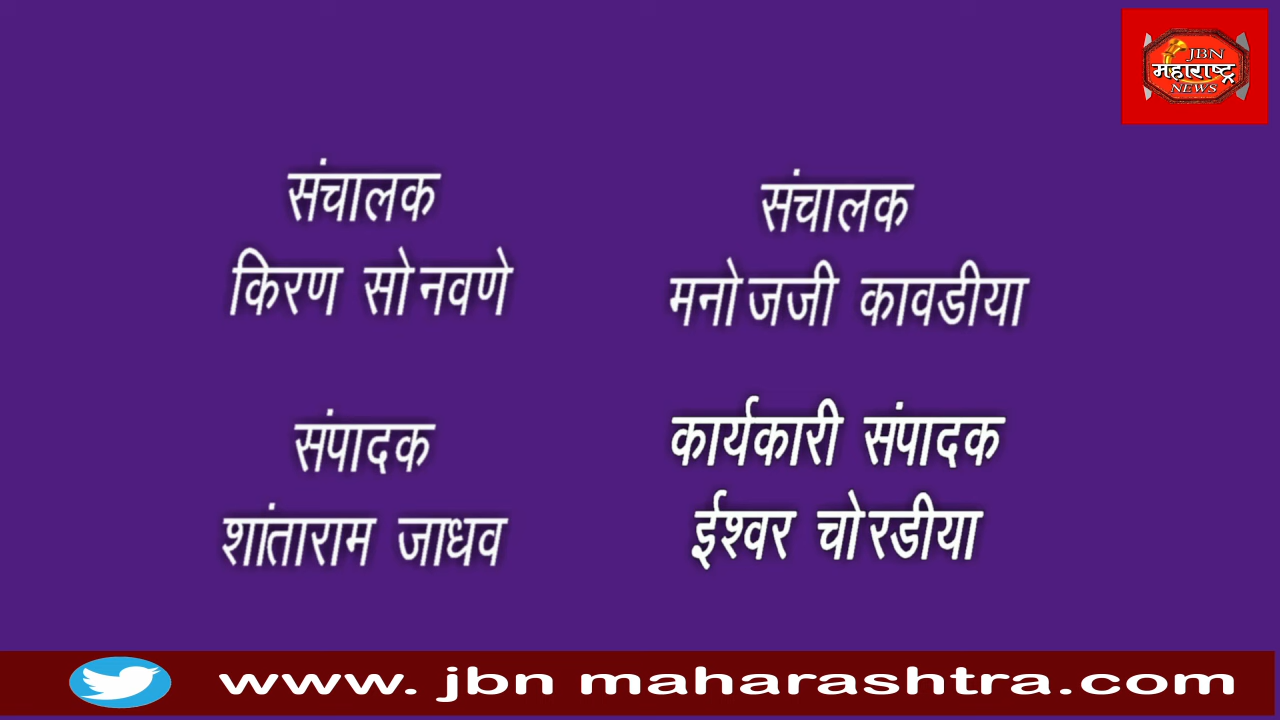 JBN
महाराष्ट्र
NEWS
संचालक
किरण सोनवणे
संचालक
मनोजजी कावडीया
संपादक
शांताराम जाधव
कार्यकारी संपादक
ईश्वर चोरडीया
www. jbn maharashtra.com